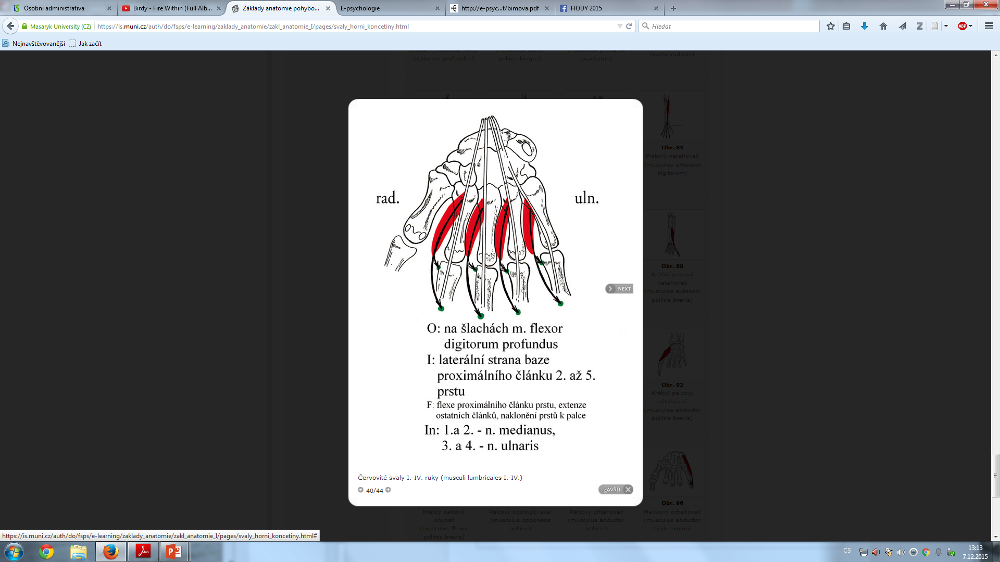 Osobní administrativa
Birdy - Fire Within (Full Alb...
Základy anatomie pohybo...
E-psychologie
http://e-psyc...f/bimova.pdf
HODY 2015
Masaryk University (CZ)
https://is.muni.cz/auth/do/fsps/e-learning/zaklady_anatomie/zakl_anatomie_I/pages/svaly_horni_koncetiny.html
Hledat
Nejnavštěvovanější
Jak začít
digitorum profundus)
pollicis longus)
quadratus)
brachioradialis)
rad.
uln.
NEXT
O: na šlachách m. flexor
digitorum profundus
I: laterální strana baze
proximálního článku 2. až 5.
prstu
F: flexe proximálního článku prstu, extenze
ostatních článků, naklonění prstů k palce
In: 1.a 2. - n. medianus,
3. a 4. - n. ulnaris
Červovité svaly I.-IV. ruky (musculi lumbricales I.-IV.)
40/44
ZAVŘÍT
Obr. 84
Prstový natahovač
(musculus extensor
digitorum)
Obr. 88
Krátký palcový
natahovač
(musculus extensor
pollicis brevis)
Obr. 92
Krátký palcový
odtahovač
(musculus abductor
pollicis brevis)
Obr. 96
Malíkový odtahovač
(musculus abductor
digiti minimi)
Krátký palcový
ohybač
(musculus flexor
pollicis brevis)
Palcový oponující sval
(musculus opponens
pollicis)
Palcový přitahovač
(musculus adductor
pollicis)
https://is.muni.cz/auth/do/fsps/e-learning/zaklady_anatomie/zakl_anatomie_I/pages/svaly_horni_koncetiny.html#
CS
13:13
7.12.2015